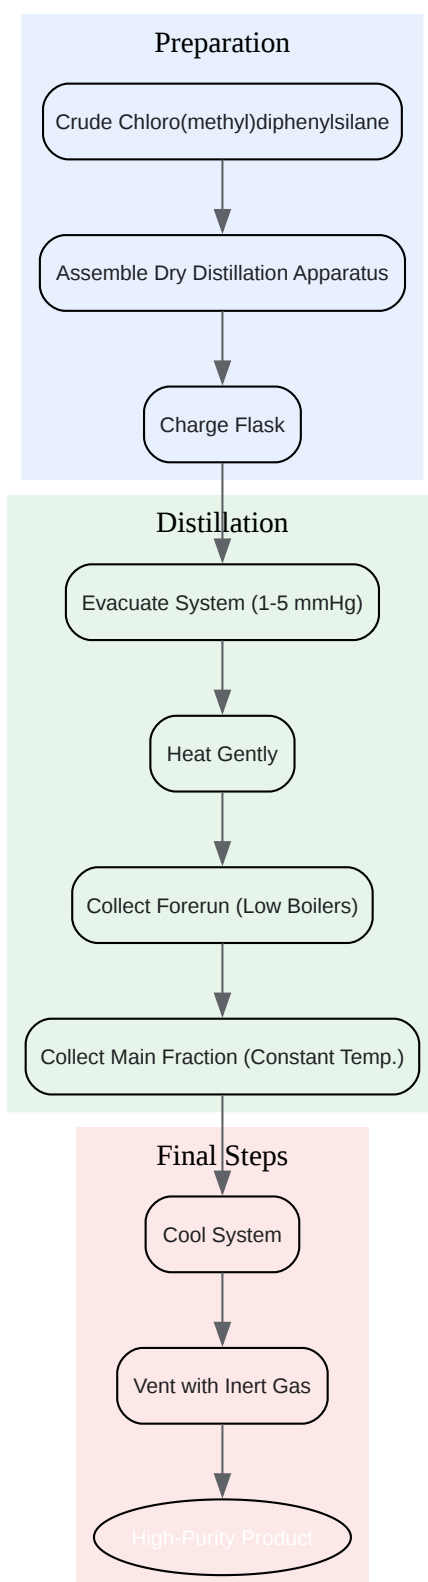 Preparation
Crude Chloro(methyl)diphenylsilane
Assemble Dry Distillation Apparatus
Charge Flask
Distillation
Evacuate System (1-5 mmHg)
Heat Gently
Collect Forerun (Low Boilers)
Collect Main Fraction (Constant Temp.)
Final Steps
Cool System
Vent with Inert Gas
High-Purity Product